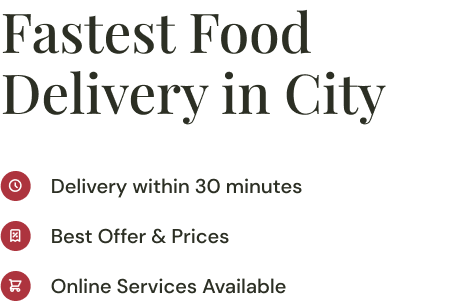 Fastest Food
Delivery in City
Delivery within 30 minutes
Best Offer & Prices
Online Services Available